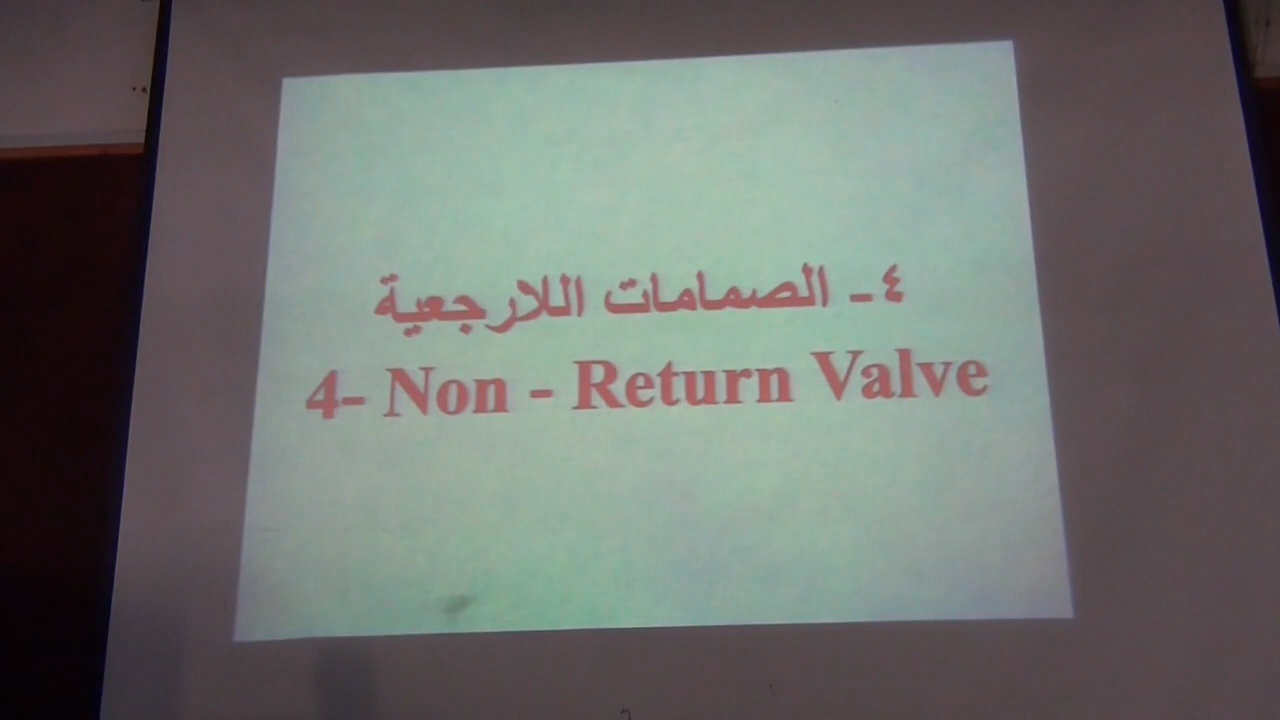 ٤- الصمامات اللارجعية
4- Non - Return Valve